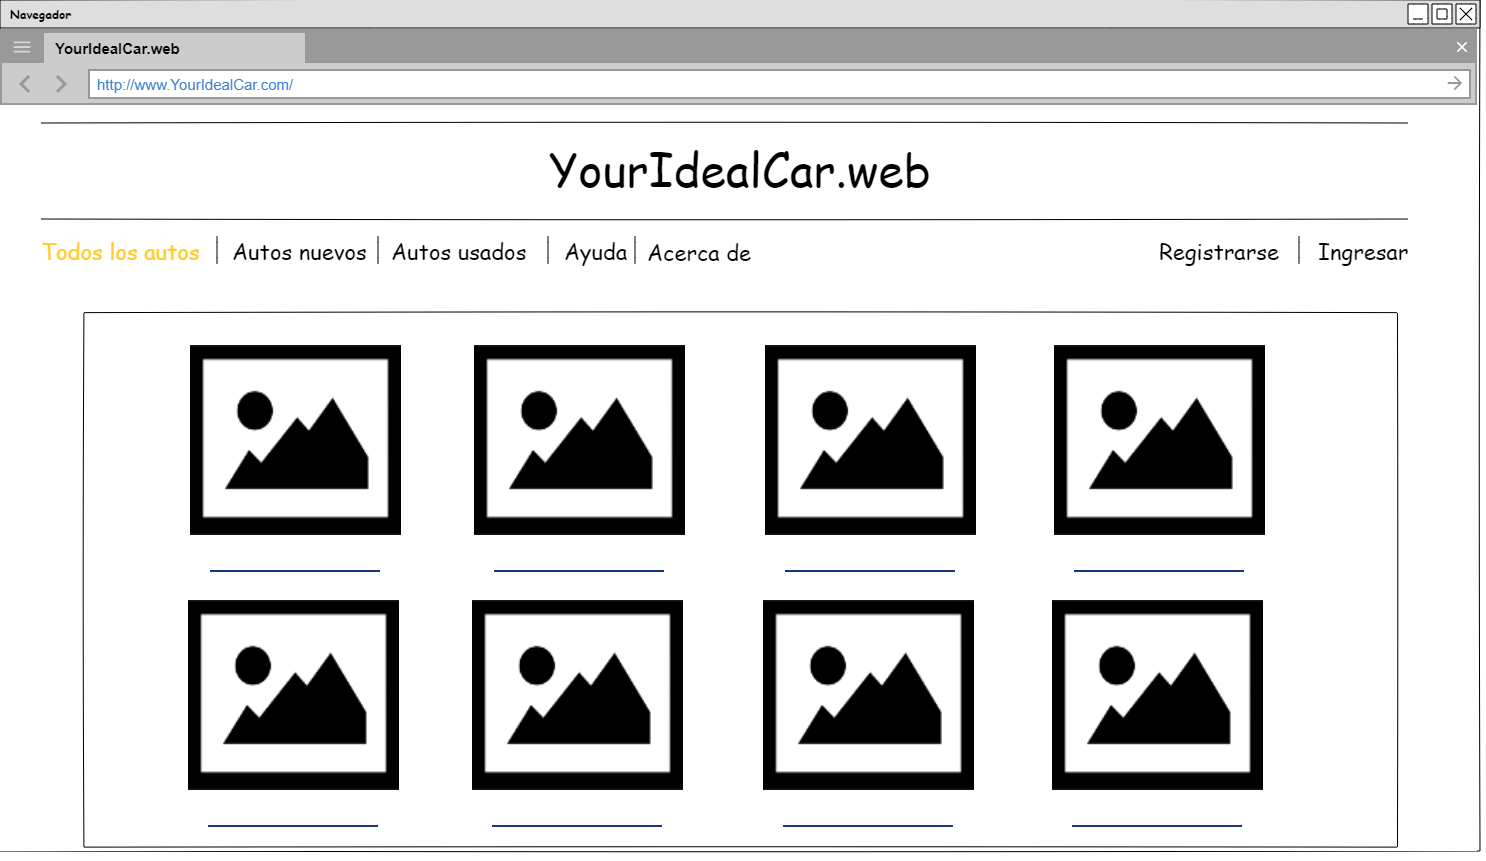 Navegador
YourIdealCar.web
http://www.YourIdealCar.com/
YourIdealCar.web
Todos los autos | Autos nuevos | Autos usados | Ayuda | Acerca de Registrarse | Ingresar